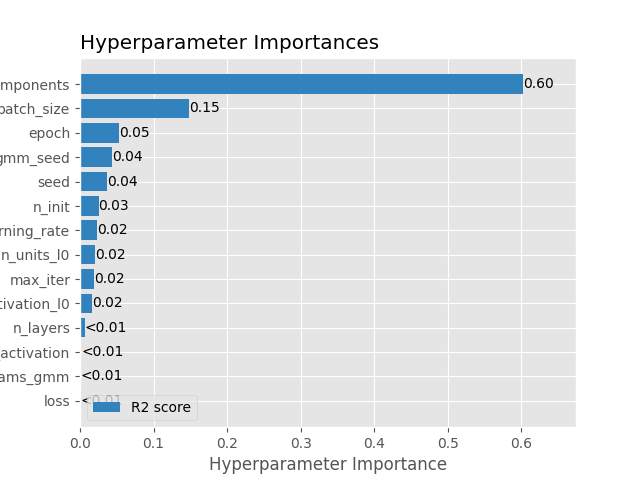 Hyperparameter Importances
mponents 0.60
batch_size 0.15
epoch 0.05
gmm_seed 0.04
seed 0.04
n_init 0.03
rning_rate 0.02
n_units_l0 0.02
max_iter 0.02
tivation_l0 0.02
n_layers <0.01
activation <0.01
ams_gmm <0.01
loss <0.01
R2 score
0.0 0.1 0.2 0.3 0.4 0.5 0.6
Hyperparameter Importance